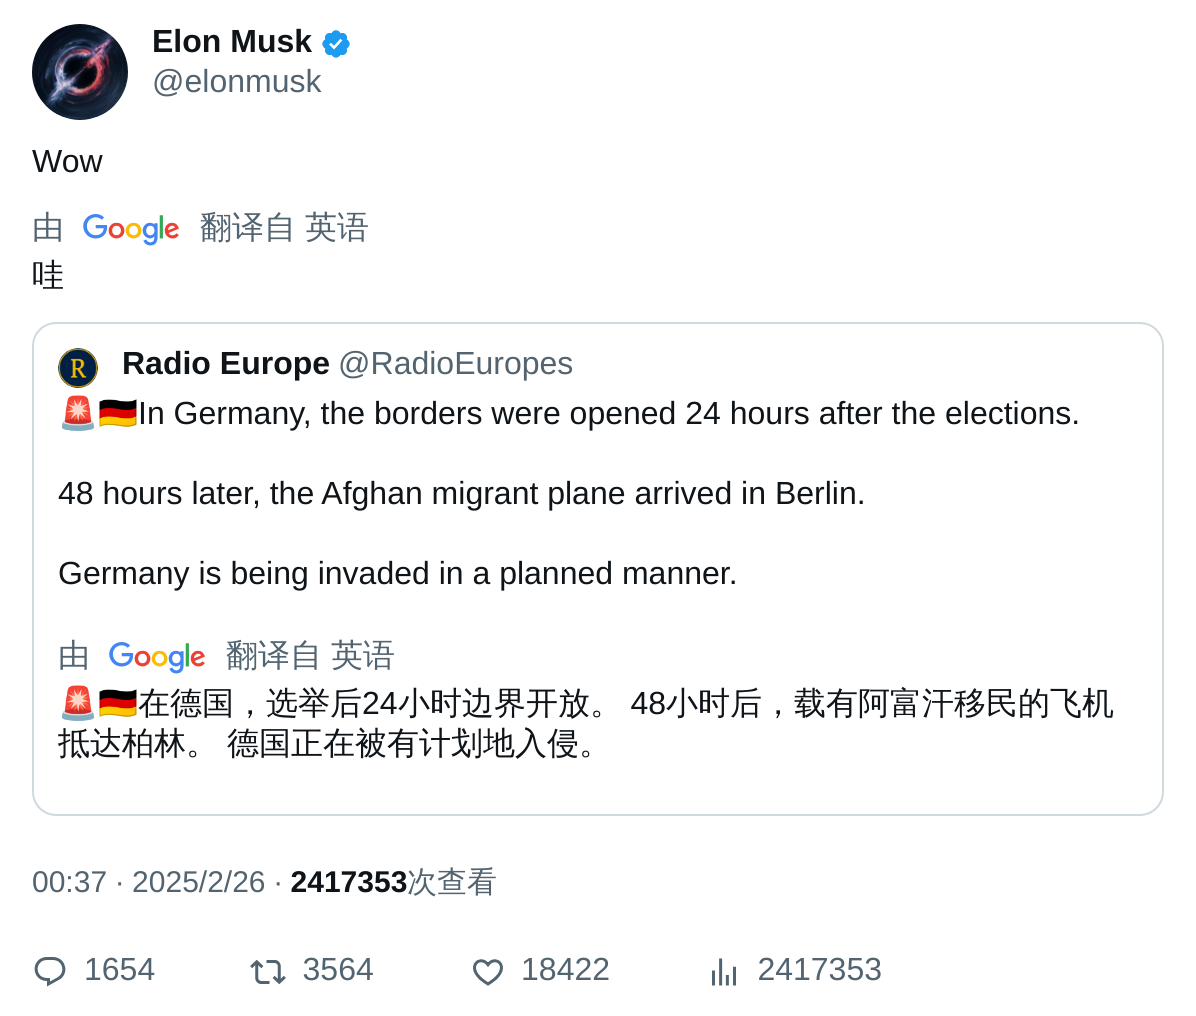 Elon Musk
@elonmusk
Wow
由 Google 翻译自 英语
哇
R Radio Europe @RadioEuropes
🚨🇩🇪In Germany, the borders were opened 24 hours after the elections.
48 hours later, the Afghan migrant plane arrived in Berlin.
Germany is being invaded in a planned manner.
由 Google 翻译自 英语
🚨🇩🇪在德国，选举后24小时边界开放。 48小时后，载有阿富汗移民的飞机
抵达柏林。 德国正在被有计划地入侵。
00:37 · 2025/2/26 · 2417353次查看
1654 3564 18422 2417353